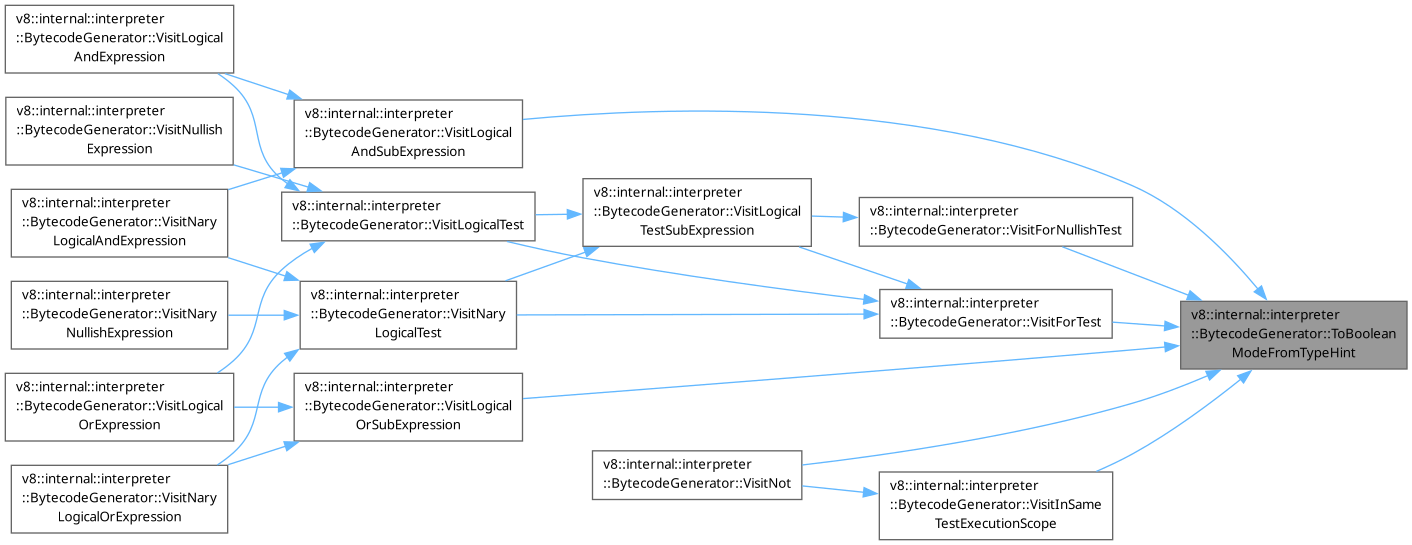 v8::internal::interpreter
::BytecodeGenerator::VisitLogical
AndExpression
v8::internal::interpreter
::BytecodeGenerator::VisitNullish
Expression
v8::internal::interpreter
::BytecodeGenerator::VisitNary
LogicalAndExpression
v8::internal::interpreter
::BytecodeGenerator::VisitNary
NullishExpression
v8::internal::interpreter
::BytecodeGenerator::VisitLogical
OrExpression
v8::internal::interpreter
::BytecodeGenerator::VisitNary
LogicalOrExpression
v8::internal::interpreter
::BytecodeGenerator::VisitLogical
AndSubExpression
v8::internal::interpreter
::BytecodeGenerator::VisitLogicalTest
v8::internal::interpreter
::BytecodeGenerator::VisitNary
LogicalTest
v8::internal::interpreter
::BytecodeGenerator::VisitLogical
OrSubExpression
v8::internal::interpreter
::BytecodeGenerator::VisitLogical
TestSubExpression
v8::internal::interpreter
::BytecodeGenerator::VisitNot
v8::internal::interpreter
::BytecodeGenerator::VisitForNullishTest
v8::internal::interpreter
::BytecodeGenerator::VisitForTest
v8::internal::interpreter
::BytecodeGenerator::VisitInSame
TestExecutionScope
v8::internal::interpreter
::BytecodeGenerator::ToBoolean
ModeFromTypeHint